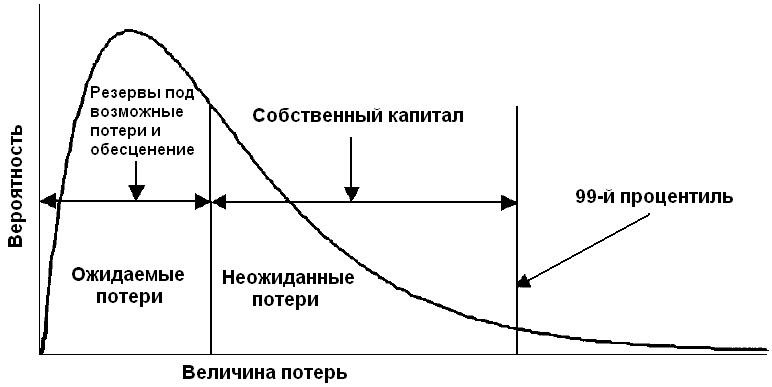 Вероятность
Резервы под
возможные
потери и
обесценение
Собственный капитал
99-й процентиль
Ожидаемые
потери
Неожиданные
потери
Величина потерь